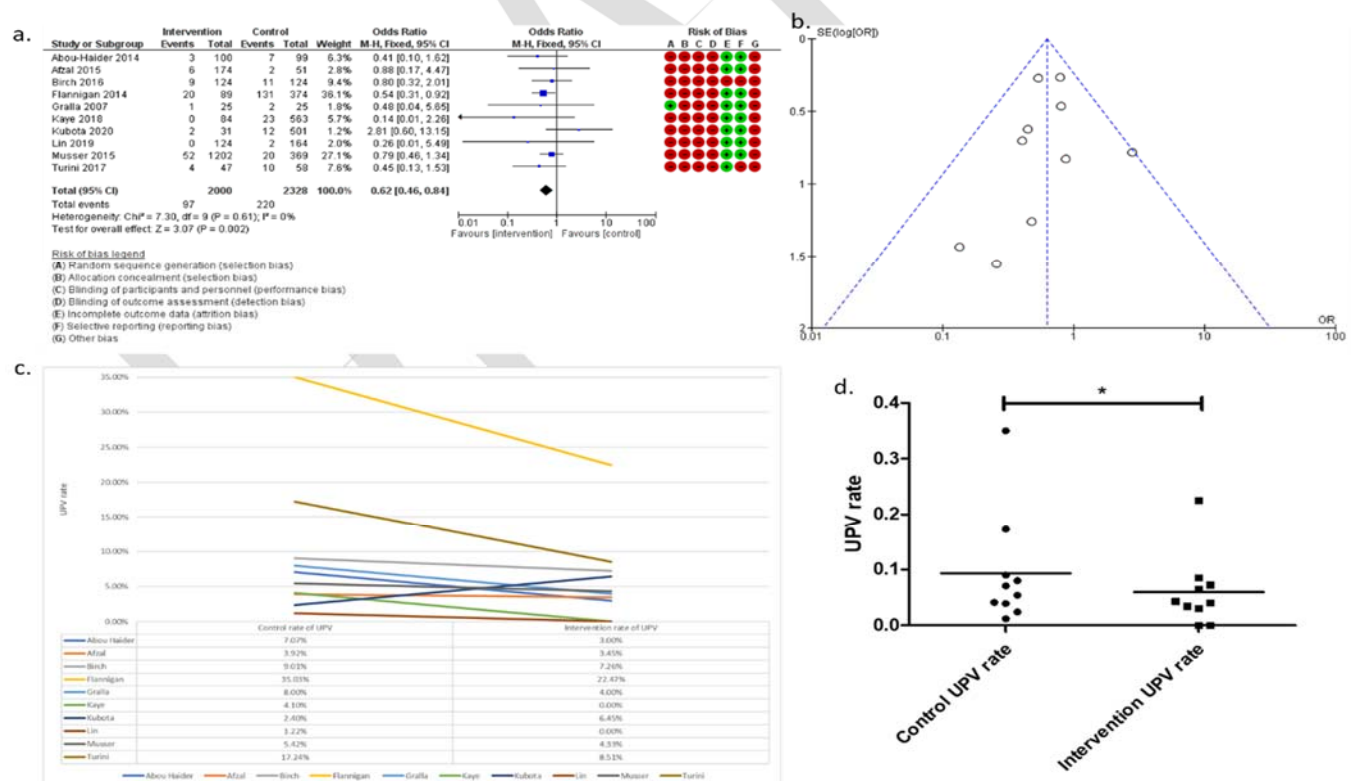 a.
Intervention Control Odds Ratio Odds Ratio Risk of Bias
Study or Subgroup Events Total Events Total Weight M-H, Fixed, 95% CI M-H, Fixed, 95% CI A B C D E F G
Abou-Haider 2014 3 100 7 99 6.3% 0.41 [0.10, 1.62]
Afzal 2015 6 174 2 51 2.8% 0.88 [0.17, 4.47]
Birch 2016 9 124 11 124 9.4% 0.80 [0.32, 2.01]
Flannigan 2014 20 89 131 374 36.1% 0.54 [0.31, 0.92]
Gralla 2007 1 25 2 25 1.8% 0.48 [0.04, 5.65]
Kaye 2018 0 84 23 563 5.7% 0.14 [0.01, 2.26]
Kubota 2020 2 31 12 501 1.2% 2.81 [0.60, 13.15]
Lin 2019 0 124 2 164 2.0% 0.26 [0.01, 5.49]
Musser 2015 52 1202 20 369 27.1% 0.79 [0.46, 1.34]
Turini 2017 4 47 10 58 7.6% 0.45 [0.13, 1.53]
Total (95% CI) 2000 2328 100.0% 0.62 [0.46, 0.84]
Total events 97 220
Heterogeneity: Chi² = 7.30, df = 9 (P = 0.61); I² = 0%
Test for overall effect: Z = 3.07 (P = 0.002)
0.01 0.1 1 10 100
Favours [intervention] Favours [control]
Risk of bias legend
(A) Random sequence generation (selection bias)
(B) Allocation concealment (selection bias)
(C) Blinding of participants and personnel (performance bias)
(D) Blinding of outcome assessment (detection bias)
(E) Incomplete outcome data (attrition bias)
(F) Selective reporting (reporting bias)
(G) Other bias
b.
SE(log[OR])
0
0.5
1
1.5
2
OR
0.01 0.1 1 10 100
c.
35.00%
30.00%
25.00%
20.00%
15.00%
10.00%
5.00%
0.00%
UPV rate
Control rate of UPV Intervention rate of UPV
Abou Haider 7.07% 3.00%
Afzal 3.92% 3.45%
Birch 9.01% 7.26%
Flannigan 35.03% 22.47%
Gralla 8.00% 4.00%
Kaye 4.10% 0.00%
Kubota 2.40% 6.45%
Lin 1.22% 0.00%
Musser 5.42% 4.33%
Turini 17.24% 8.51%
Abou Haider Afzal Birch Flannigan Gralla Kaye Kubota Lin Musser Turini
d.
*
0.4
0.3
0.2
0.1
0.0
UPV rate
Control UPV rate
Intervention UPV rate